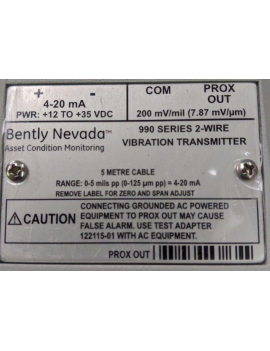 + -
4-20 mA
PWR: +12 TO +35 VDC
COM PROX
OUT
200 mV/mil (7.87 mV/µm)
Bently Nevada™
Asset Condition Monitoring
990 SERIES 2-WIRE
VIBRATION TRANSMITTER
5 METRE CABLE
RANGE: 0-5 mils pp (0-125 µm pp) = 4-20 mA
REMOVE LABEL FOR ZERO AND SPAN ADJUST
CAUTION
CONNECTING GROUNDED AC POWERED
EQUIPMENT TO PROX OUT MAY CAUSE
FALSE ALARM. USE TEST ADAPTER
122115-01 WITH AC EQUIPMENT.
PROX OUT